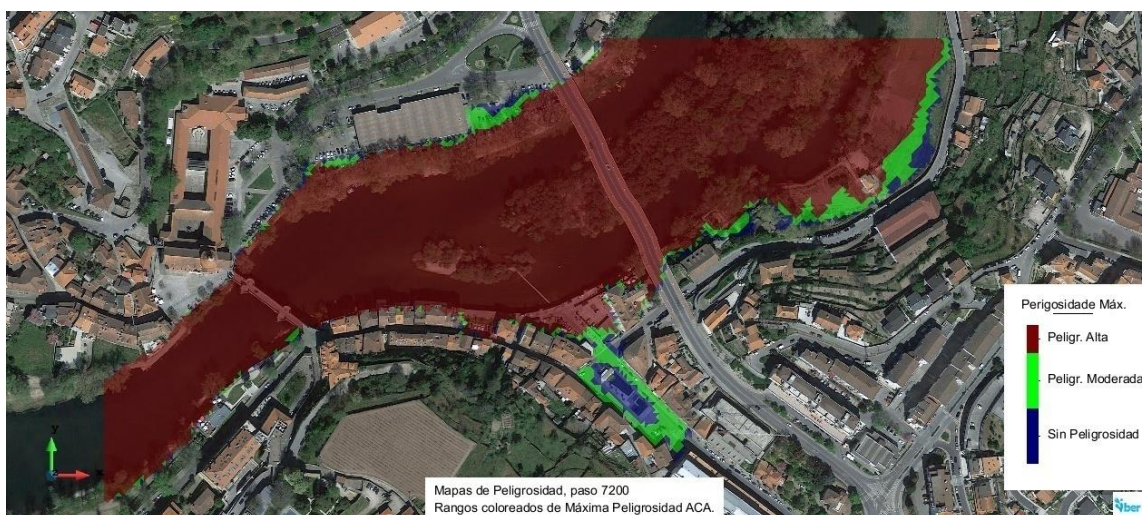 Perigosidade Máx.
Peligr. Alta
Peligr. Moderada
Sin Peligrosidad
y
x
Mapas de Peligrosidad, paso 7200
Rangos coloreados de Máxima Peligrosidad ACA.
iber